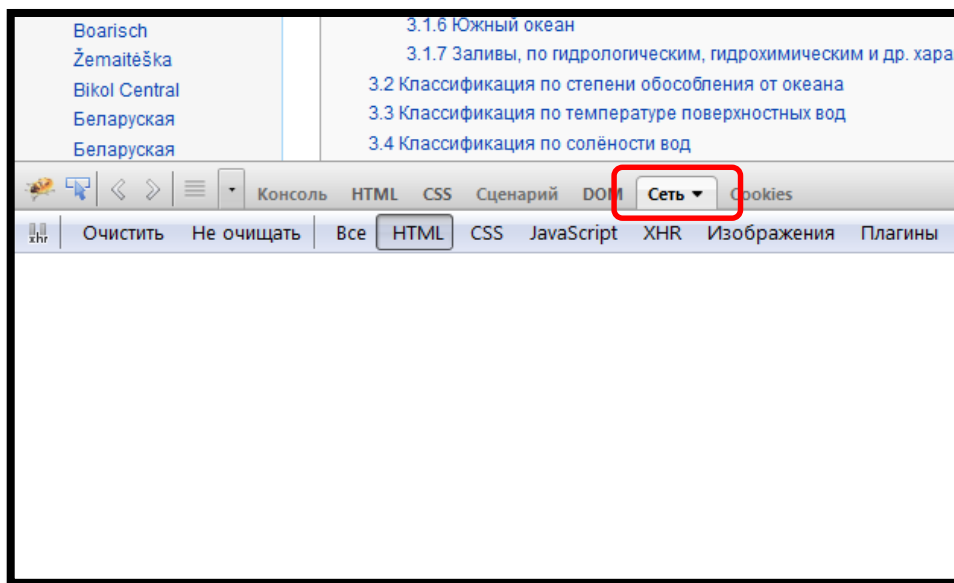 Boarisch
Žemaitėška
Bikol Central
Беларуская
Беларуская
3.1.6 Южный океан
3.1.7 Заливы, по гидрологическим, гидрохимическим и др. хара
3.2 Классификация по степени обособления от океана
3.3 Классификация по температуре поверхностных вод
3.4 Классификация по солёности вод
Консоль HTML CSS Сценарий DOM Сеть Cookies
xhr Очистить Не очищать Все HTML CSS JavaScript XHR Изображения Плагины